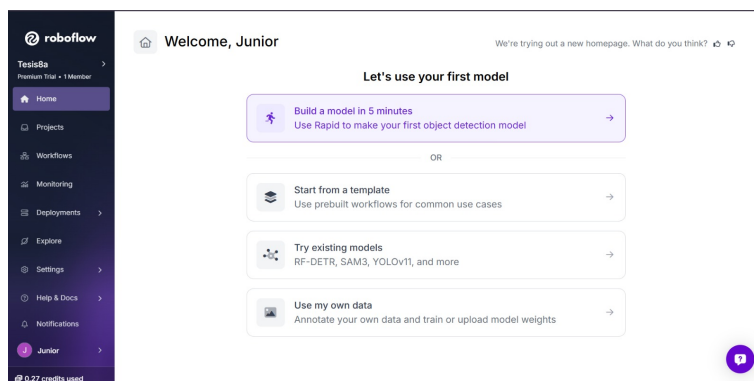 roboflow
Tesis8a
Premium Trial • 1 Member
Home
Projects
Workflows
Monitoring
Deployments
Explore
Settings
Help & Docs
Notifications
J Junior
0.27 credits used
Welcome, Junior
We're trying out a new homepage. What do you think?
Let's use your first model
Build a model in 5 minutes
Use Rapid to make your first object detection model
OR
Start from a template
Use prebuilt workflows for common use cases
Try existing models
RF-DETR, SAM3, YOLOv11, and more
Use my own data
Annotate your own data and train or upload model weights